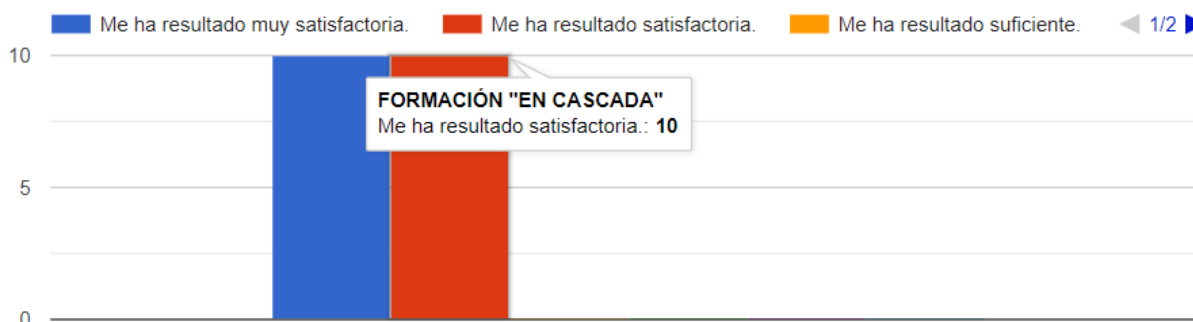 Me ha resultado muy satisfactoria. Me ha resultado satisfactoria. Me ha resultado suficiente. 1/2
10
FORMACIÓN "EN CASCADA"
Me ha resultado satisfactoria.: 10
5
0